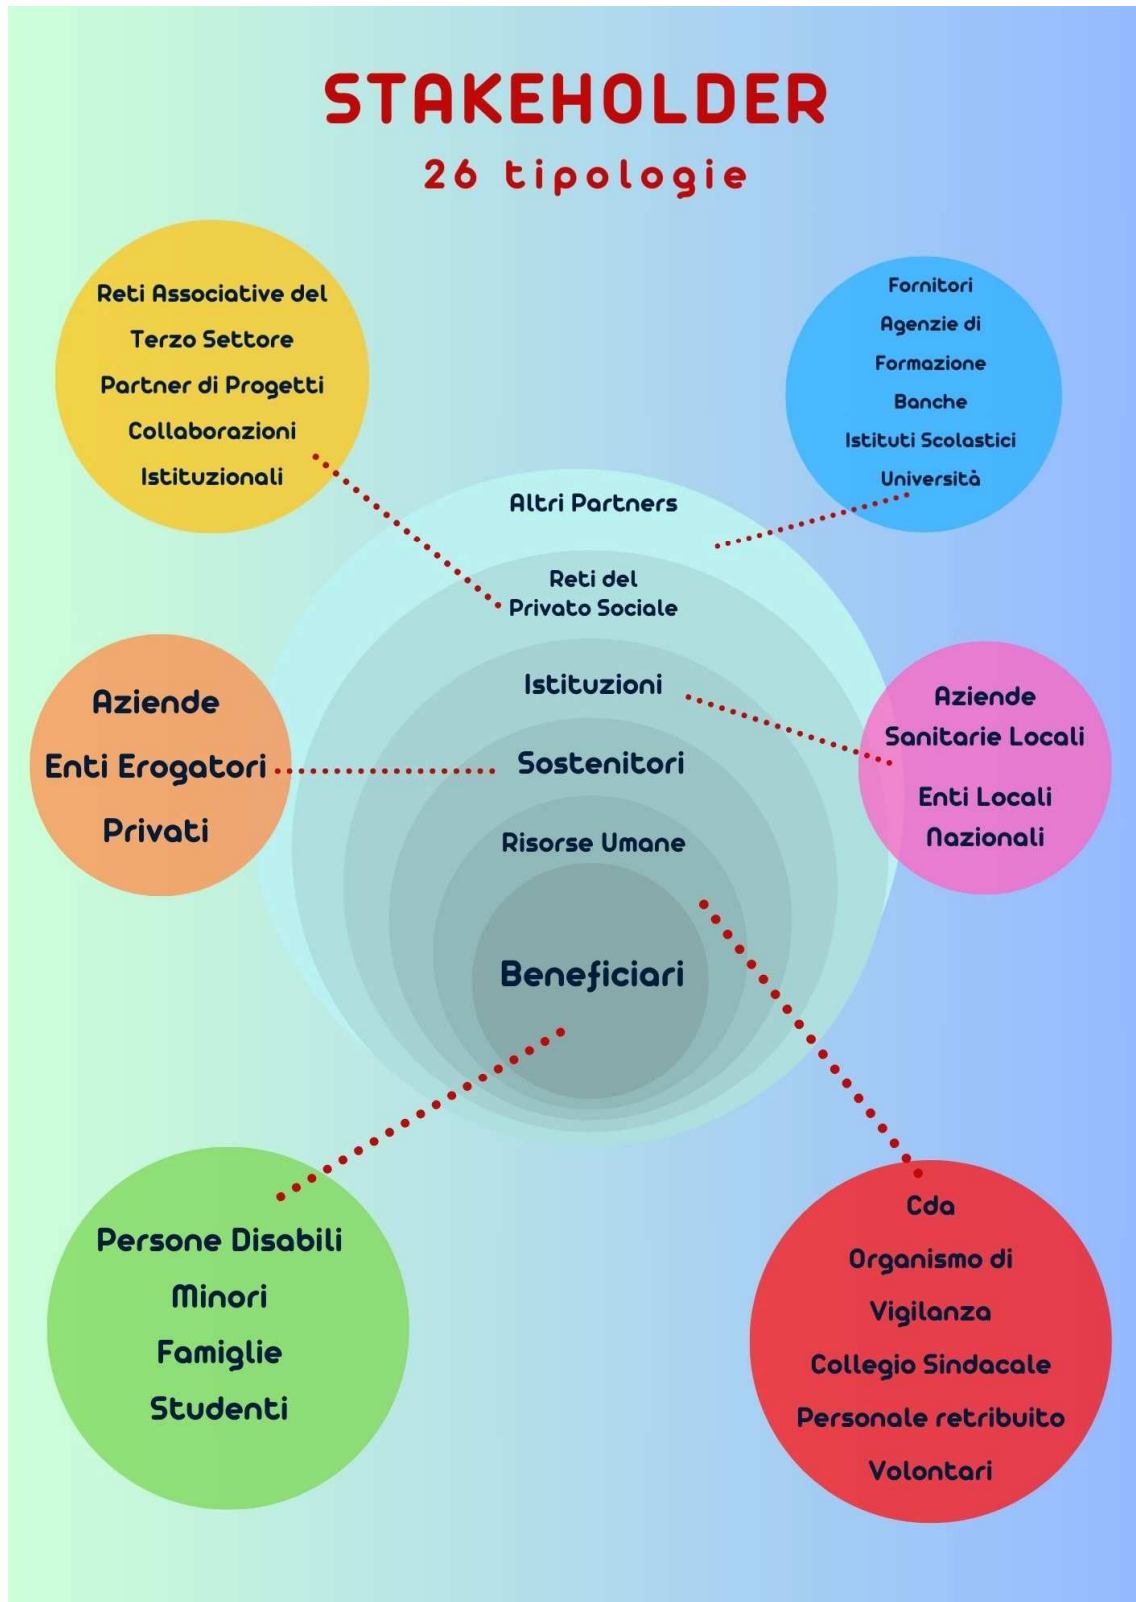 STAKEHOLDER
26 tipologie
Reti Associative del
Terzo Settore
Partner di Progetti
Collaborazioni
Istituzionali
Fornitori
Agenzie di
Formazione
Banche
Istituti Scolastici
Università
Altri Partners
Reti del
Privato Sociale
Istituzioni
Sostenitori
Risorse Umane
Beneficiari
Aziende
Enti Erogatori
Privati
Aziende
Sanitarie Locali
Enti Locali
Nazionali
Persone Disabili
Minori
Famiglie
Studenti
Cda
Organismo di
Vigilanza
Collegio Sindacale
Personale retribuito
Volontari